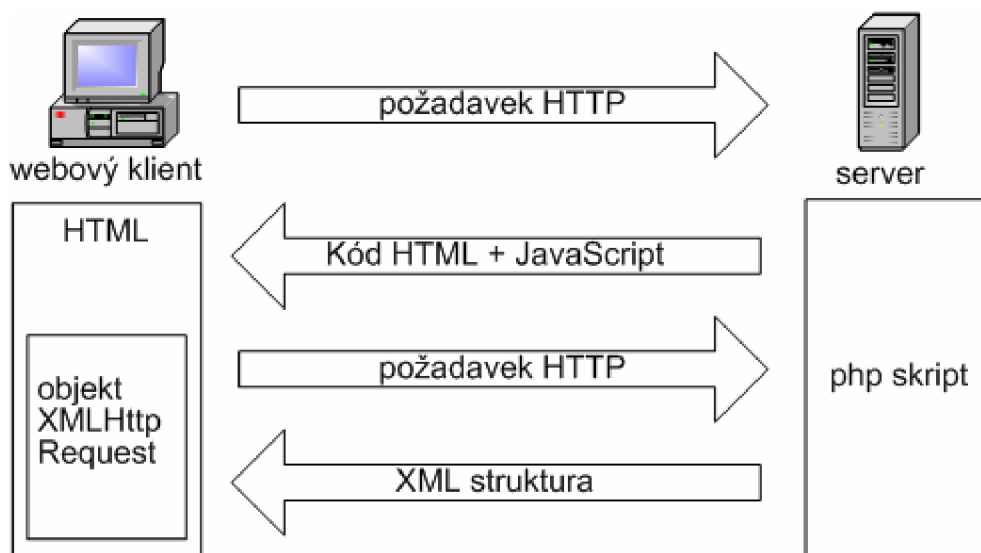 požadavek HTTP
webový klient
server
HTML
Kód HTML + JavaScript
požadavek HTTP
php skript
objekt
XMLHttp
Request
XML struktura